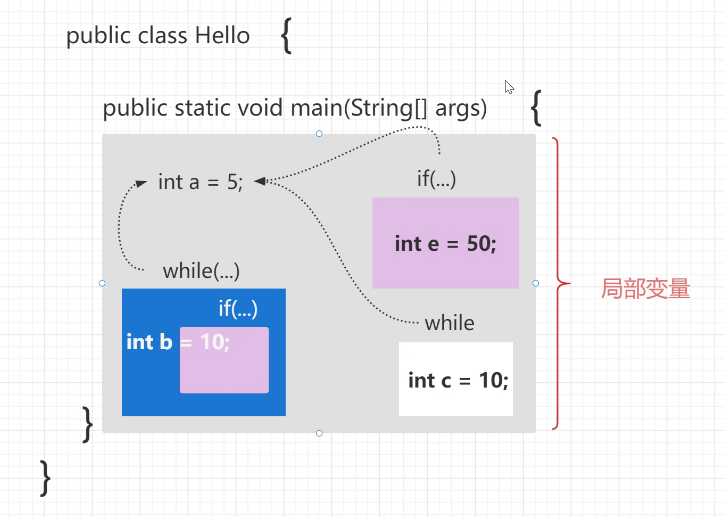 public class Hello {
public static void main(String[] args) {
int a = 5;
if(...)
int e = 50;
while(...)
if(...)
int b = 10;
while
int c = 10;
局部变量
}
}